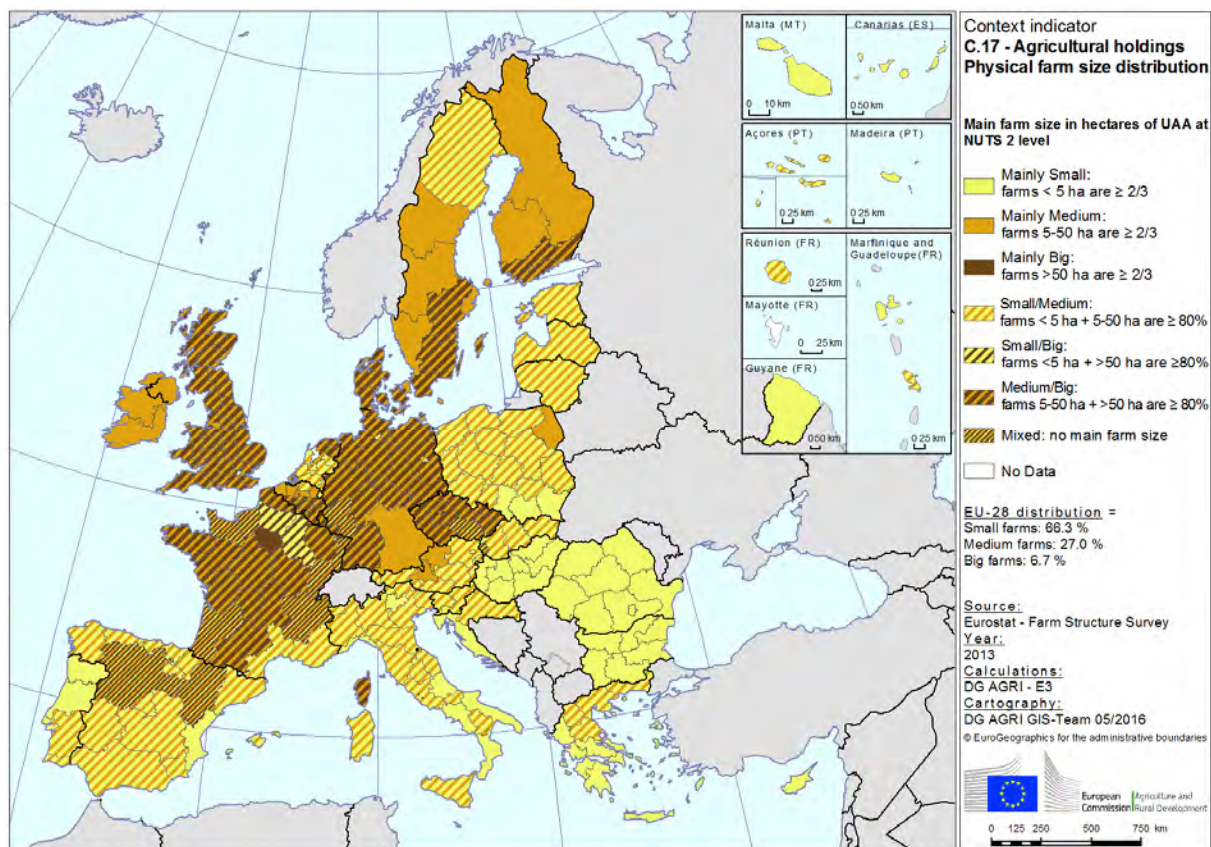 Malta (MT)
0 10 km
Canarias (ES)
0 50 km
Açores (PT)
0 25 km
Madeira (PT)
0 25 km
Réunion (FR)
0 25 km
Martinique and
Guadeloupe (FR)
Mayotte (FR)
0 25 km
Guyane (FR)
0 50 km
0 25 km
Context indicator
C.17 - Agricultural holdings
Physical farm size distribution
Main farm size in hectares of UAA at
NUTS 2 level
Mainly Small:
farms < 5 ha are ≥ 2/3
Mainly Medium:
farms 5-50 ha are ≥ 2/3
Mainly Big:
farms >50 ha are ≥ 2/3
Small/Medium:
farms < 5 ha + 5-50 ha are ≥ 80%
Small/Big:
farms <5 ha + >50 ha are ≥80%
Medium/Big:
farms 5-50 ha + >50 ha are ≥ 80%
Mixed: no main farm size
No Data
EU-28 distribution =
Small farms: 66.3 %
Medium farms: 27.0 %
Big farms: 6.7 %
Source:
Eurostat - Farm Structure Survey
Year:
2013
Calculations:
DG AGRI - E3
Cartography:
DG AGRI GIS-Team 05/2016
© EuroGeographics for the administrative boundaries
European
Commission
Agriculture and
Rural Development
0 125 250 500 750 km